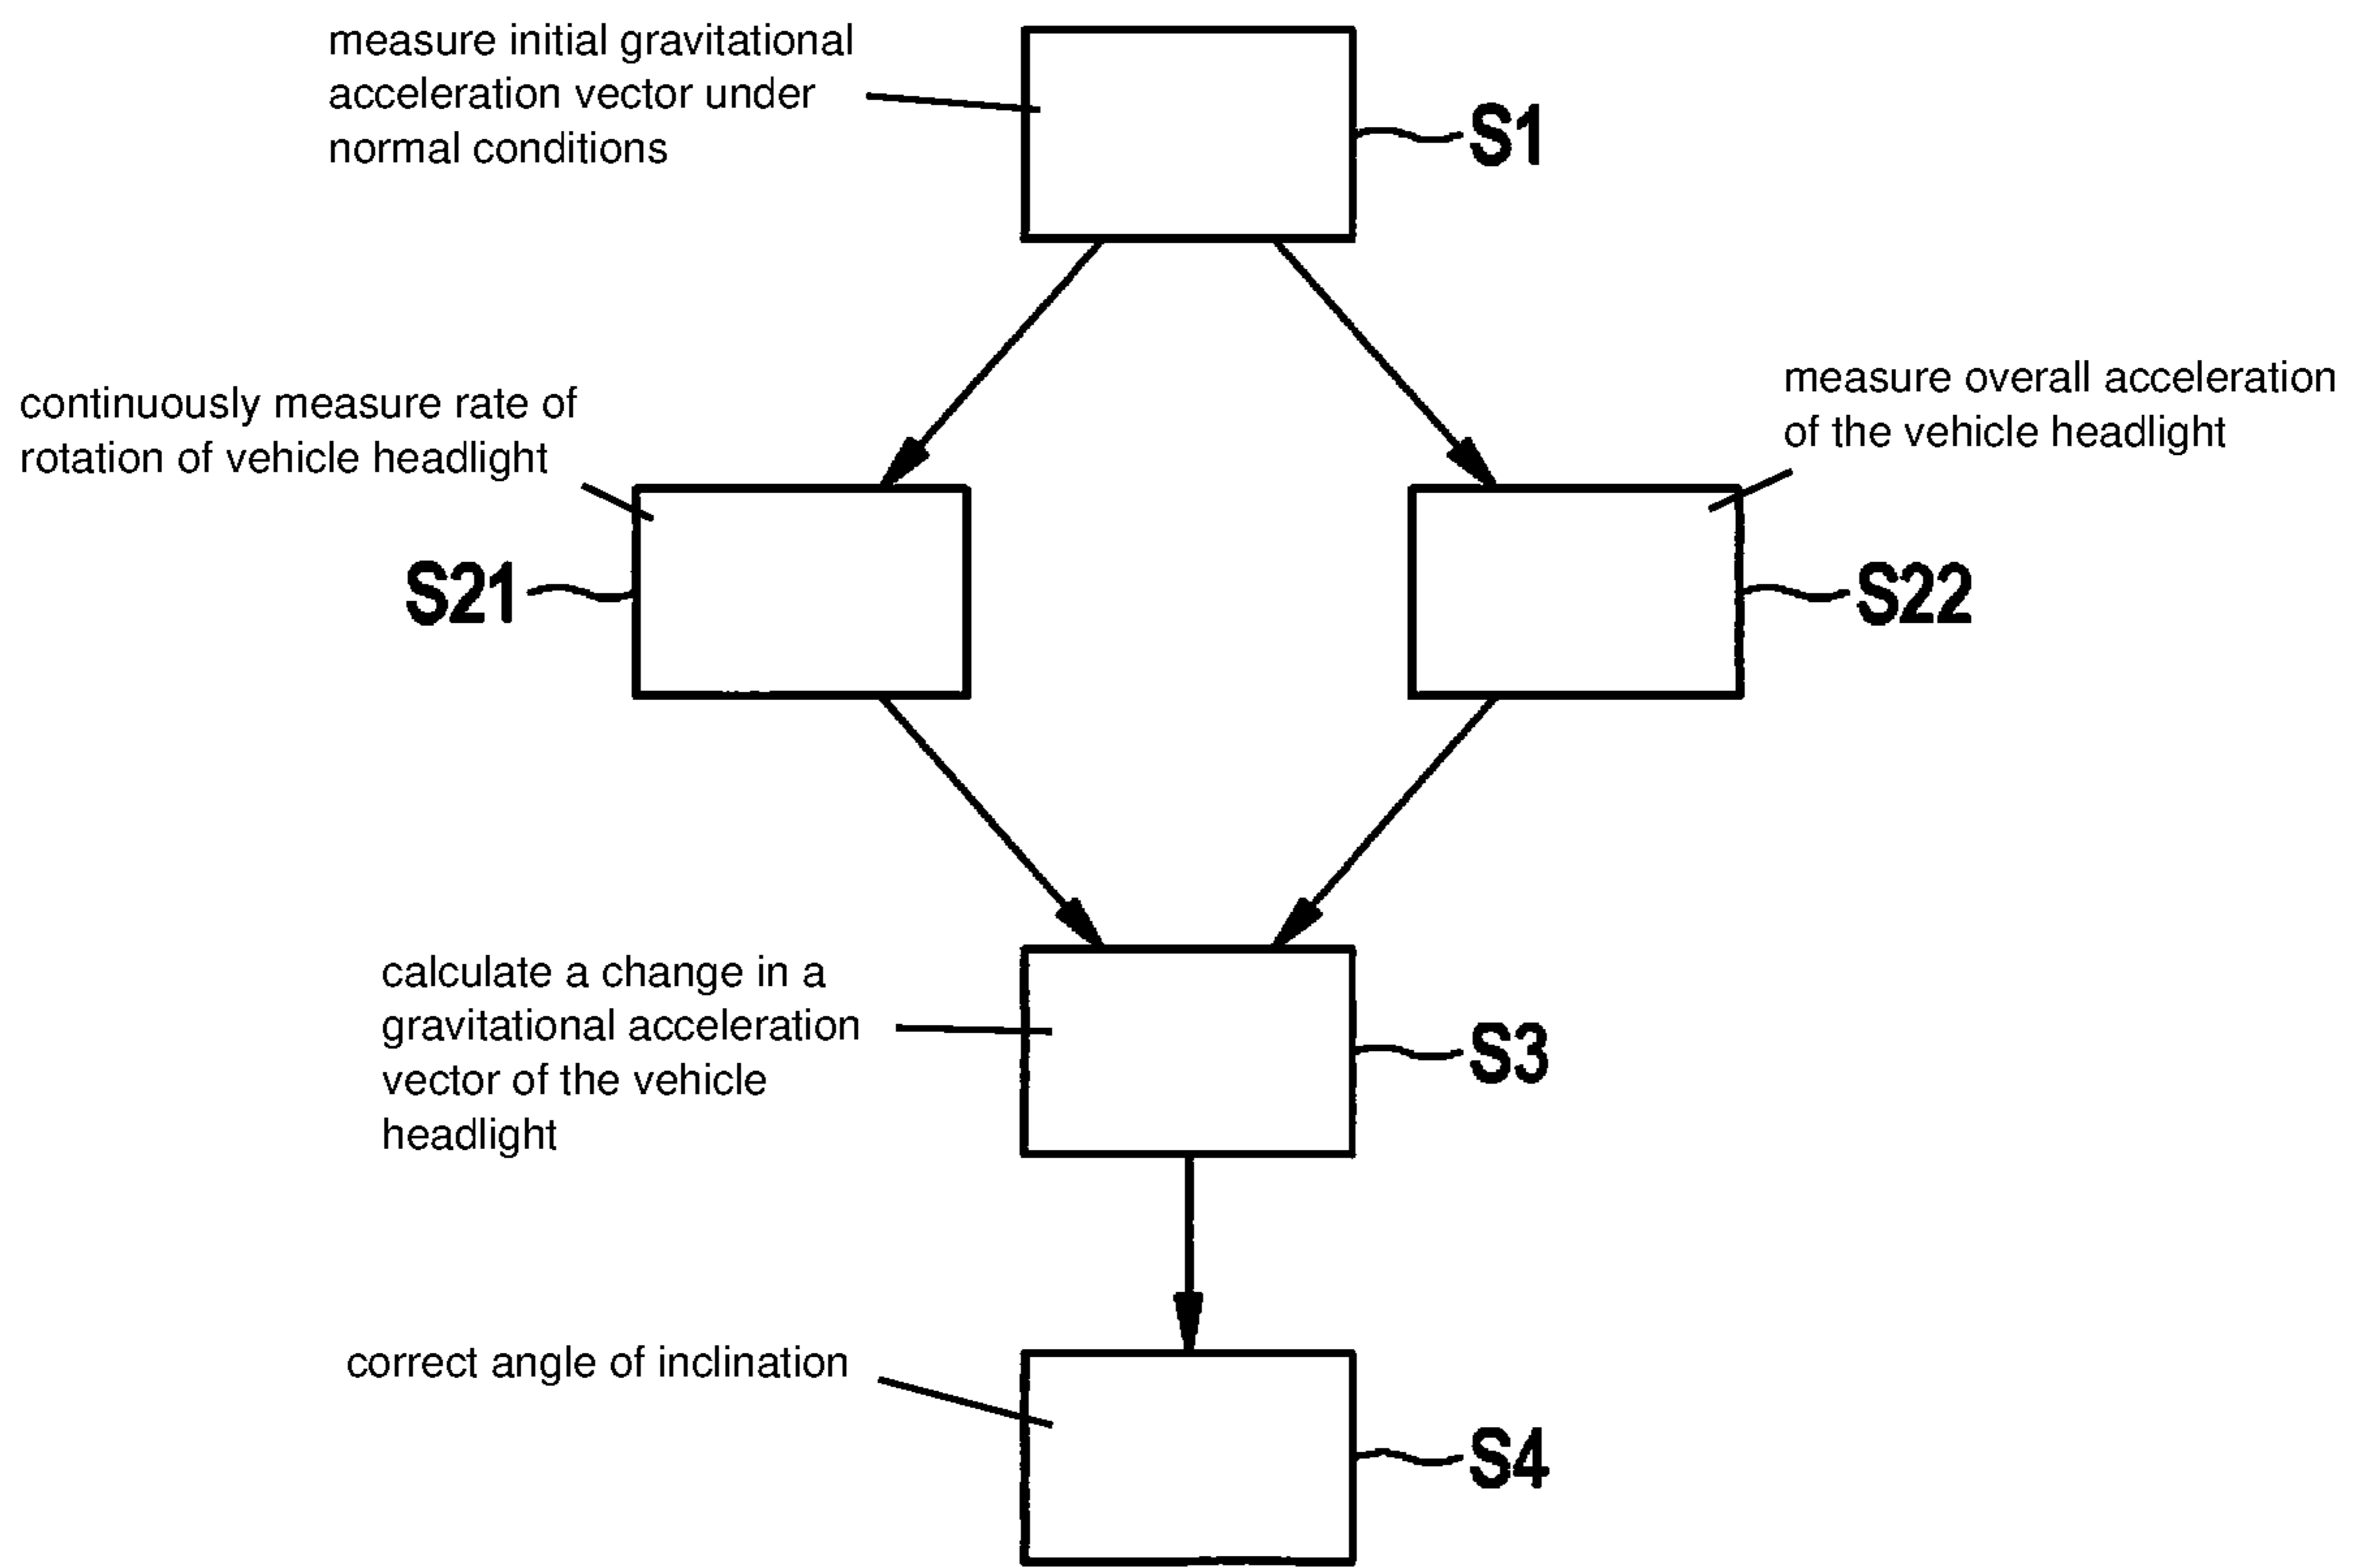 measure initial gravitational
acceleration vector under
normal conditions
S1
continuously measure rate of
rotation of vehicle headlight
S21
measure overall acceleration
of the vehicle headlight
S22
calculate a change in a
gravitational acceleration
vector of the vehicle
headlight
S3
correct angle of inclination
S4